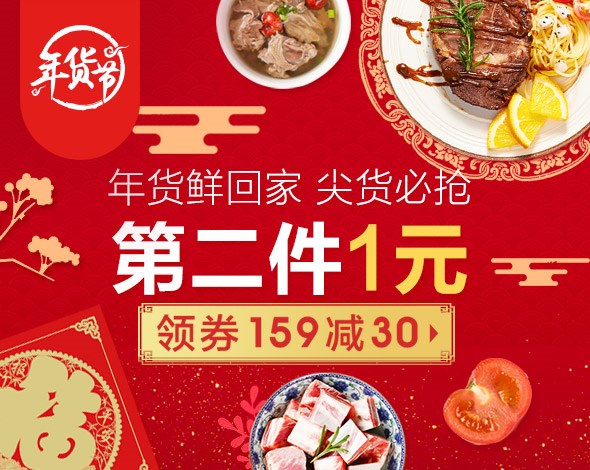 年货节
年货鲜回家 尖货必抢
第二件1元
领券159减30
福